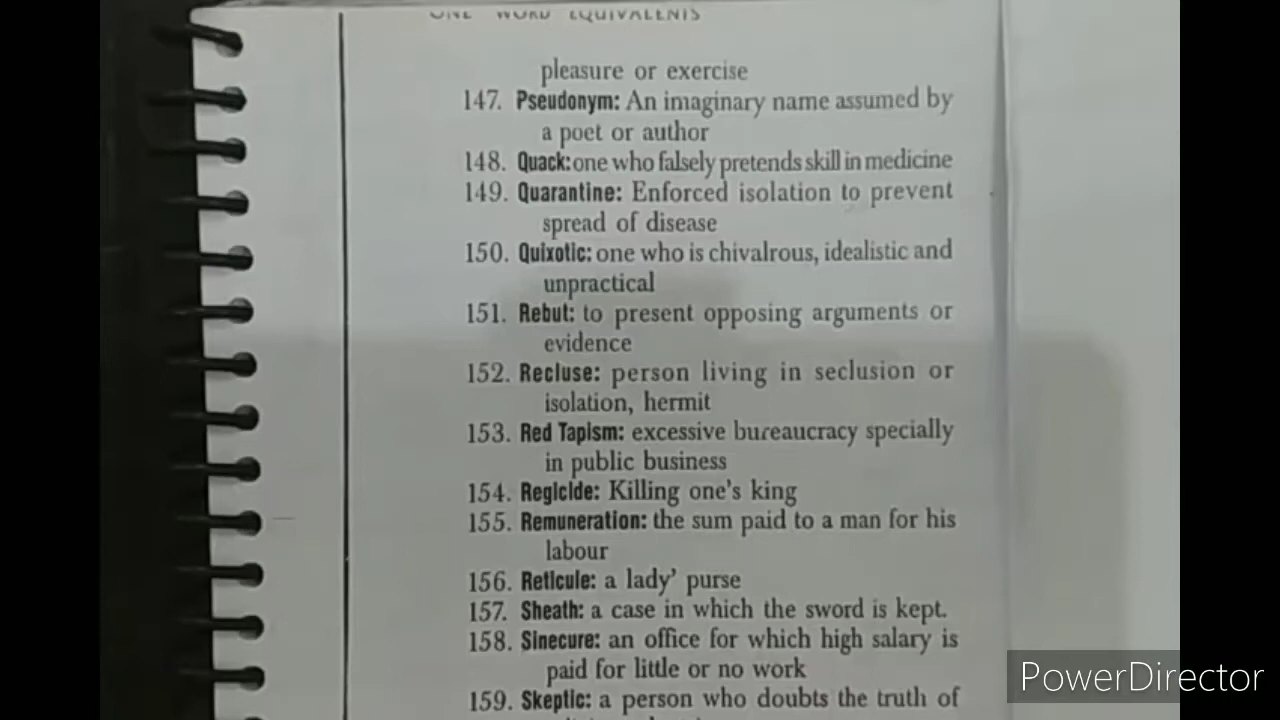 ONE WORD EQUIVALENTS
pleasure or exercise
147. Pseudonym: An imaginary name assumed by
a poet or author
148. Quack: one who falsely pretends skill in medicine
149. Quarantine: Enforced isolation to prevent
spread of disease
150. Quixotic: one who is chivalrous, idealistic and
unpractical
151. Rebut: to present opposing arguments or
evidence
152. Recluse: person living in seclusion or
isolation, hermit
153. Red Tapism: excessive bureaucracy specially
in public business
154. Regicide: Killing one's king
155. Remuneration: the sum paid to a man for his
labour
156. Reticule: a lady' purse
157. Sheath: a case in which the sword is kept.
158. Sinecure: an office for which high salary is
paid for little or no work
159. Skeptic: a person who doubts the truth of
PowerDirector